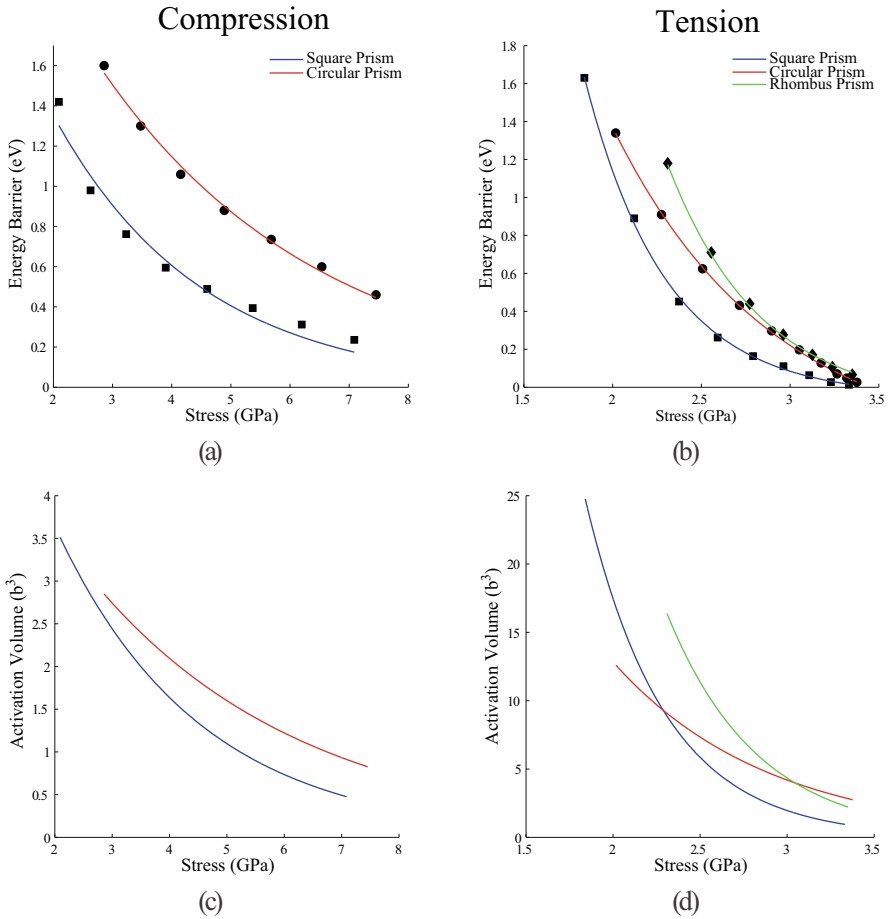 Compression
Tension
1.6
1.4
1.2
1
0.8
0.6
0.4
0.2
0
Energy Barrier (eV)
Square Prism
Circular Prism
2 3 4 5 6 7 8
Stress (GPa)
(a)
1.8
1.6
1.4
1.2
1
0.8
0.6
0.4
0.2
0
Energy Barrier (eV)
Square Prism
Circular Prism
Rhombus Prism
1.5 2 2.5 3 3.5
Stress (GPa)
(b)
4
3.5
3
2.5
2
1.5
1
0.5
0
Activation Volume (b³)
2 3 4 5 6 7 8
Stress (GPa)
(c)
25
20
15
10
5
0
Activation Volume (b³)
1.5 2 2.5 3 3.5
Stress (GPa)
(d)